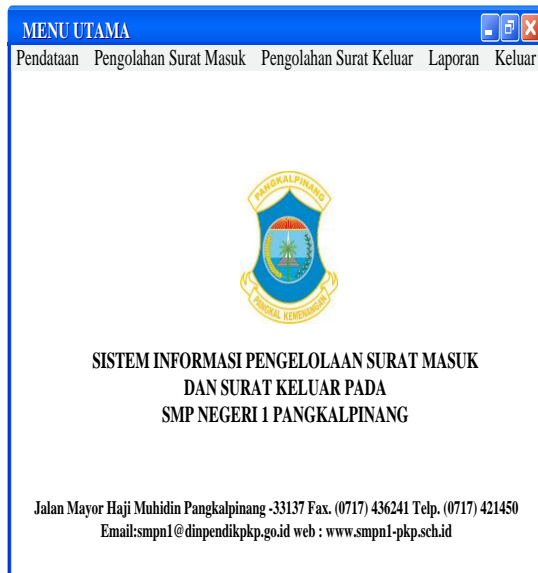 MENU UTAMA
Pendataan Pengolahan Surat Masuk Pengolahan Surat Keluar Laporan Keluar
PANGKALPINANG
PANGKAL KEMENANGAN
SISTEM INFORMASI PENGELOLAAN SURAT MASUK
DAN SURAT KELUAR PADA
SMP NEGERI 1 PANGKALPINANG
Jalan Mayor Haji Muhidin Pangkalpinang -33137 Fax. (0717) 436241 Telp. (0717) 421450
Email:smpn1@dinpendikpkp.go.id web : www.smpn1-pkp.sch.id